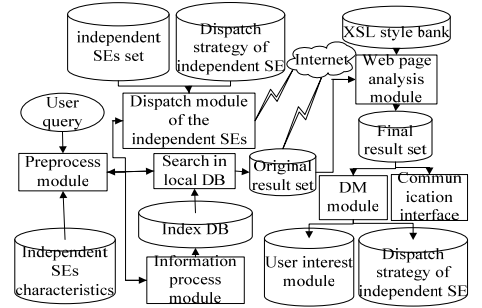 independent
SEs set
Dispatch
strategy of
independent SE
Internet
XSL style bank
Web page
analysis
module
User
query
Dispatch module
of the
independent SEs
Final
result set
Preprocess
module
Search in
local DB
Original
result set
DM
module
Commun
ication
interface
Index DB
Independent
SEs
characteristics
Information
process
module
User interest
module
Dispatch
strategy of
independent SE